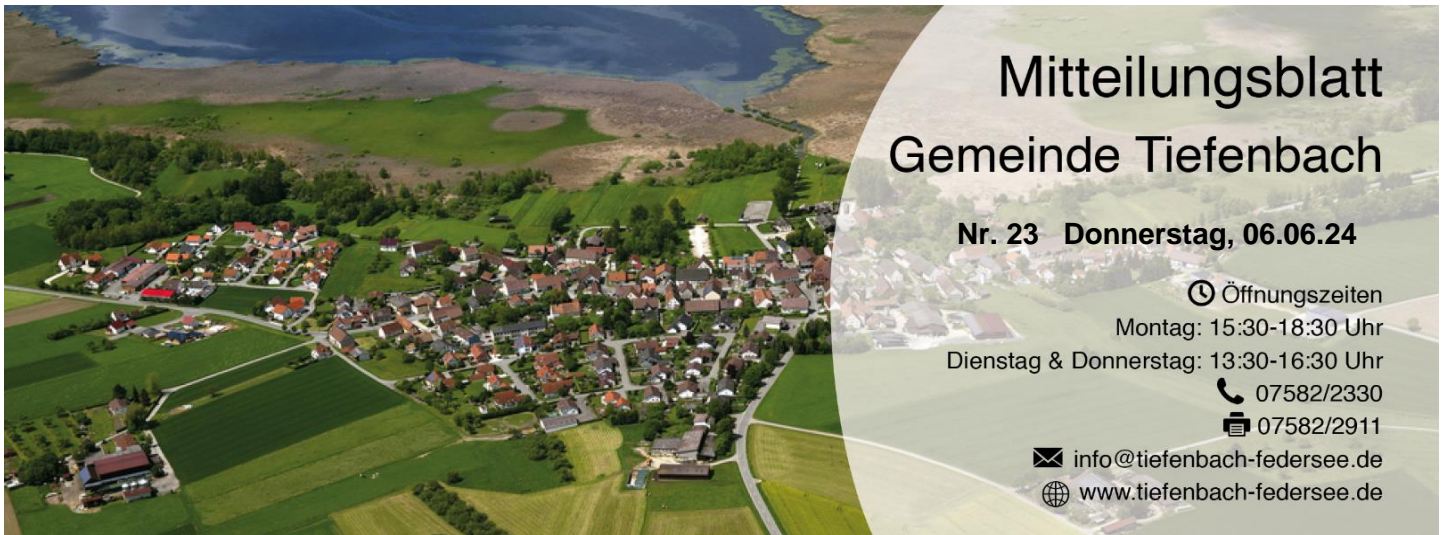 Mitteilungsblatt
Gemeinde Tiefenbach
Nr. 23 Donnerstag, 06.06.24
Öffnungszeiten
Montag: 15:30-18:30 Uhr
Dienstag & Donnerstag: 13:30-16:30 Uhr
07582/2330
07582/2911
info@tiefenbach-federsee.de
www.tiefenbach-federsee.de